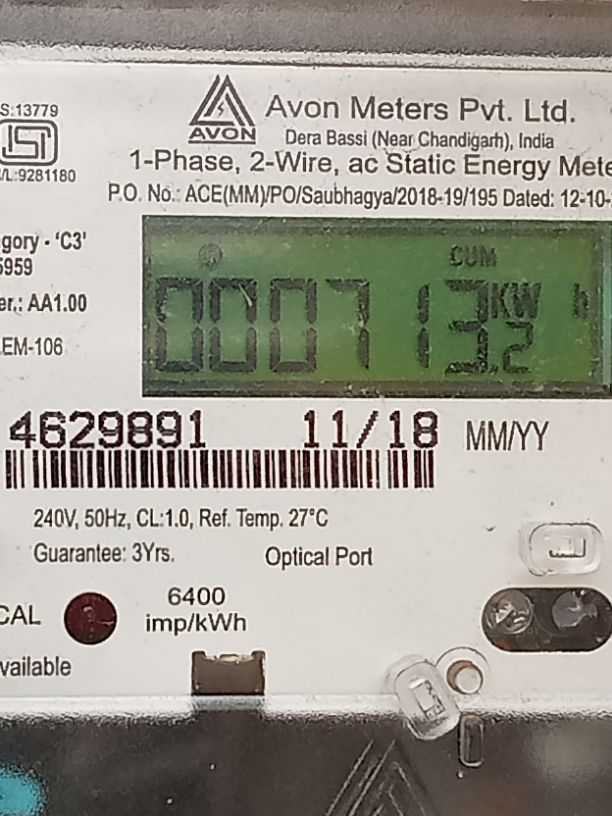 S:13779
ISI
/L:9281180
AVON
Avon Meters Pvt. Ltd.
Dera Bassi (Near Chandigarh), India
1-Phase, 2-Wire, ac Static Energy Mete
P.O. No.: ACE(MM)/PO/Saubhagya/2018-19/195 Dated: 12-10-
gory - 'C3'
5959
er.: AA1.00
EM-106
CUM
000713.2 KW h
4629891 11/18 MM/YY
240V, 50Hz, CL:1.0, Ref. Temp. 27°C
Guarantee: 3Yrs.
Optical Port
CAL
6400
imp/kWh
vailable